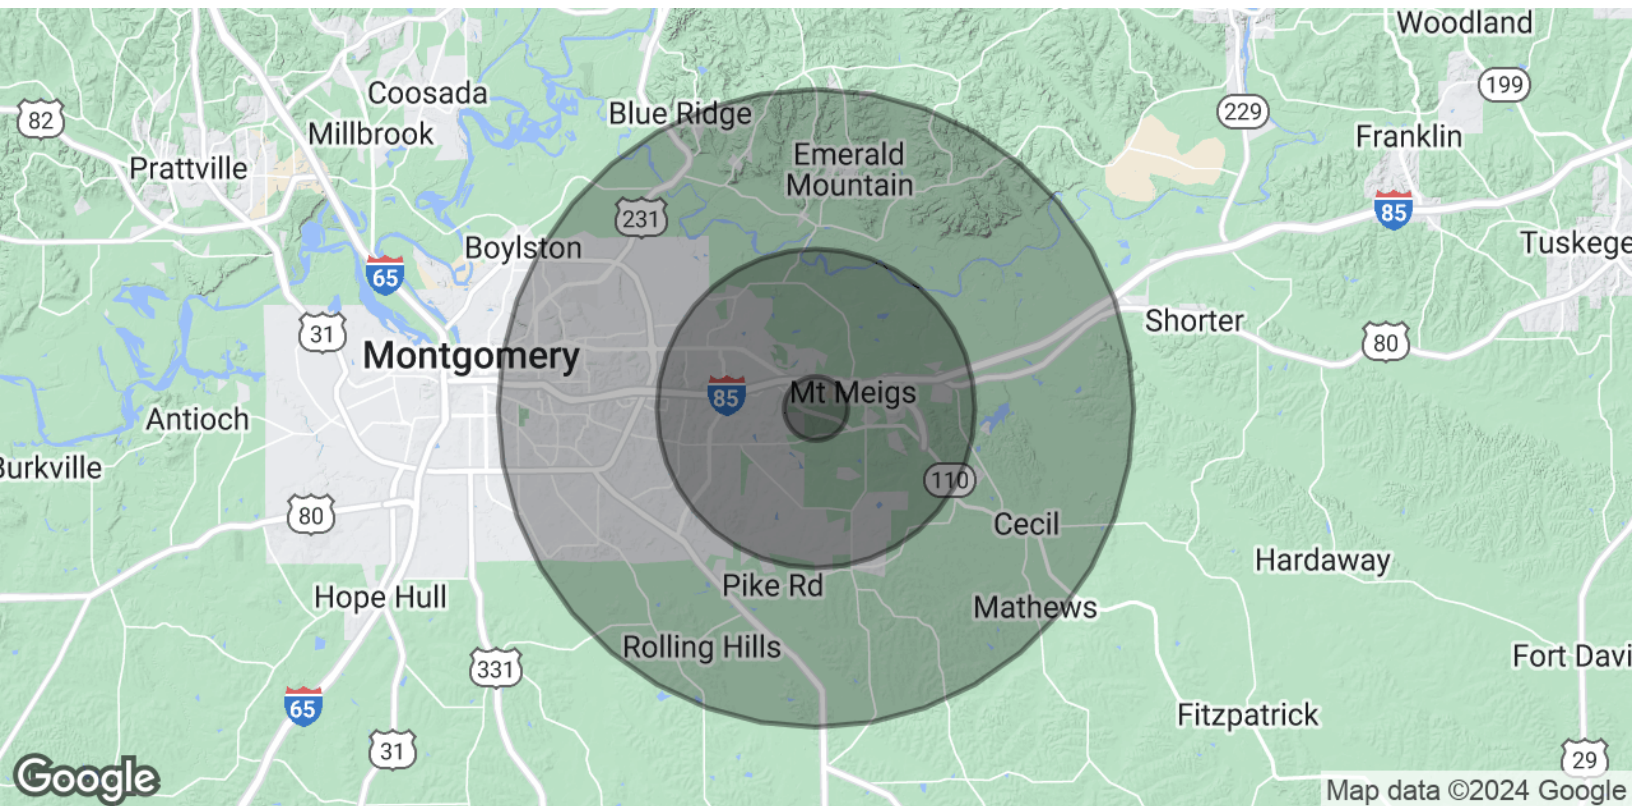 Woodland
199
82
Coosada
229
Blue Ridge
Millbrook
Franklin
Emerald
Mountain
Prattville
85
231
Tuskege
Boylston
65
Shorter
31
80
Montgomery
85
Mt Meigs
Antioch
Burkville
110
80
Cecil
Hardaway
Pike Rd
Hope Hull
Mathews
Rolling Hills
Fort Davi
331
65
Fitzpatrick
31
29
Google
Map data ©2024 Google